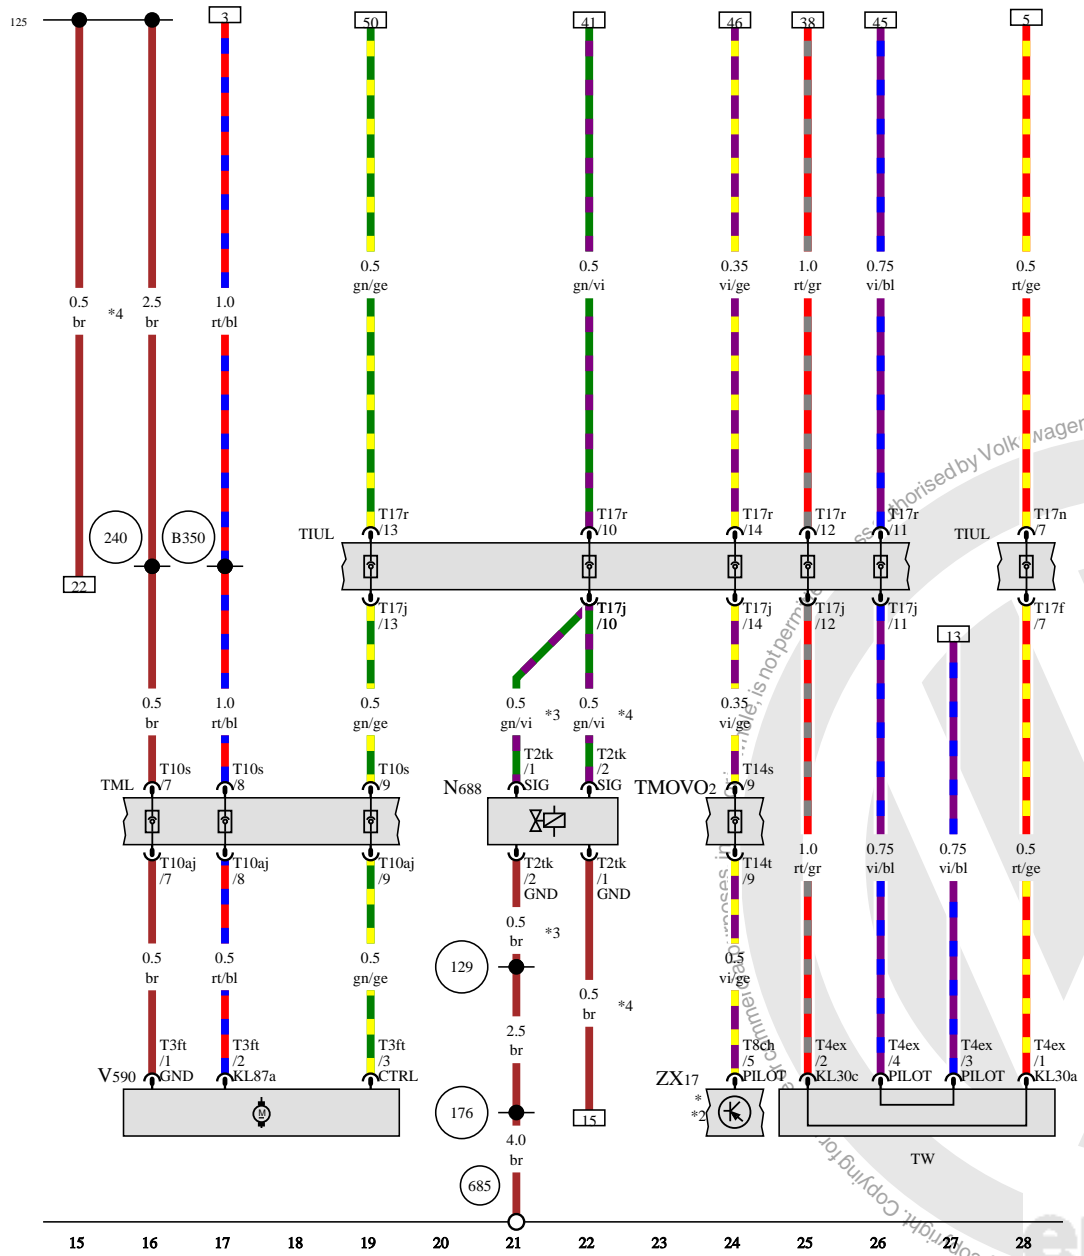 125
3
50
41
46
38
45
5
0.5
gn/ge
0.5
gn/vi
0.35
vi/ge
1.0
rt/gr
0.75
vi/bl
0.5
rt/ge
0.5
br
*4
2.5
br
1.0
rt/bl
authorised by Volkswagen
240
B350
TIUL
T17r
/13
T17r
/10
T17r
/14
T17r
/12
T17r
/11
TIUL
T17n
/7
22
T17j
/13
T17j
/10
T17j
/14
T17j
/12
T17j
/11
T17f
/7
13
is not permitted
0.5
br
1.0
rt/bl
0.5
gn/ge
0.5
gn/vi
*3
0.5
gn/vi
*4
0.35
vi/ge
TML
T10s
/7
T10s
/8
T10s
/9
N688
T2tk
/1
SIG
T2tk
/2
SIG
TMOVO2
T14s
/9
T10aj
/7
T10aj
/8
T10aj
/9
T2tk
/2
GND
T2tk
/1
GND
T14t
/9
1.0
rt/gr
0.75
vi/bl
0.75
vi/bl
0.5
rt/ge
0.5
br
0.5
rt/bl
0.5
gn/ge
0.5
br
*3
129
0.5
br
*4
0.5
vi/ge
2.5
br
V590
T3ft
/1
GND
T3ft
/2
KL87a
T3ft
/3
CTRL
ZX17
*
*2
T8ch
/5
PILOT
T4ex
/2
KL30c
T4ex
/4
PILOT
T4ex
/3
PILOT
T4ex
/1
KL30a
M
176
15
4.0
br
TW
685
copyright. Copying for
15 16 17 18 19 20 21 22 23 24 25 26 27 28